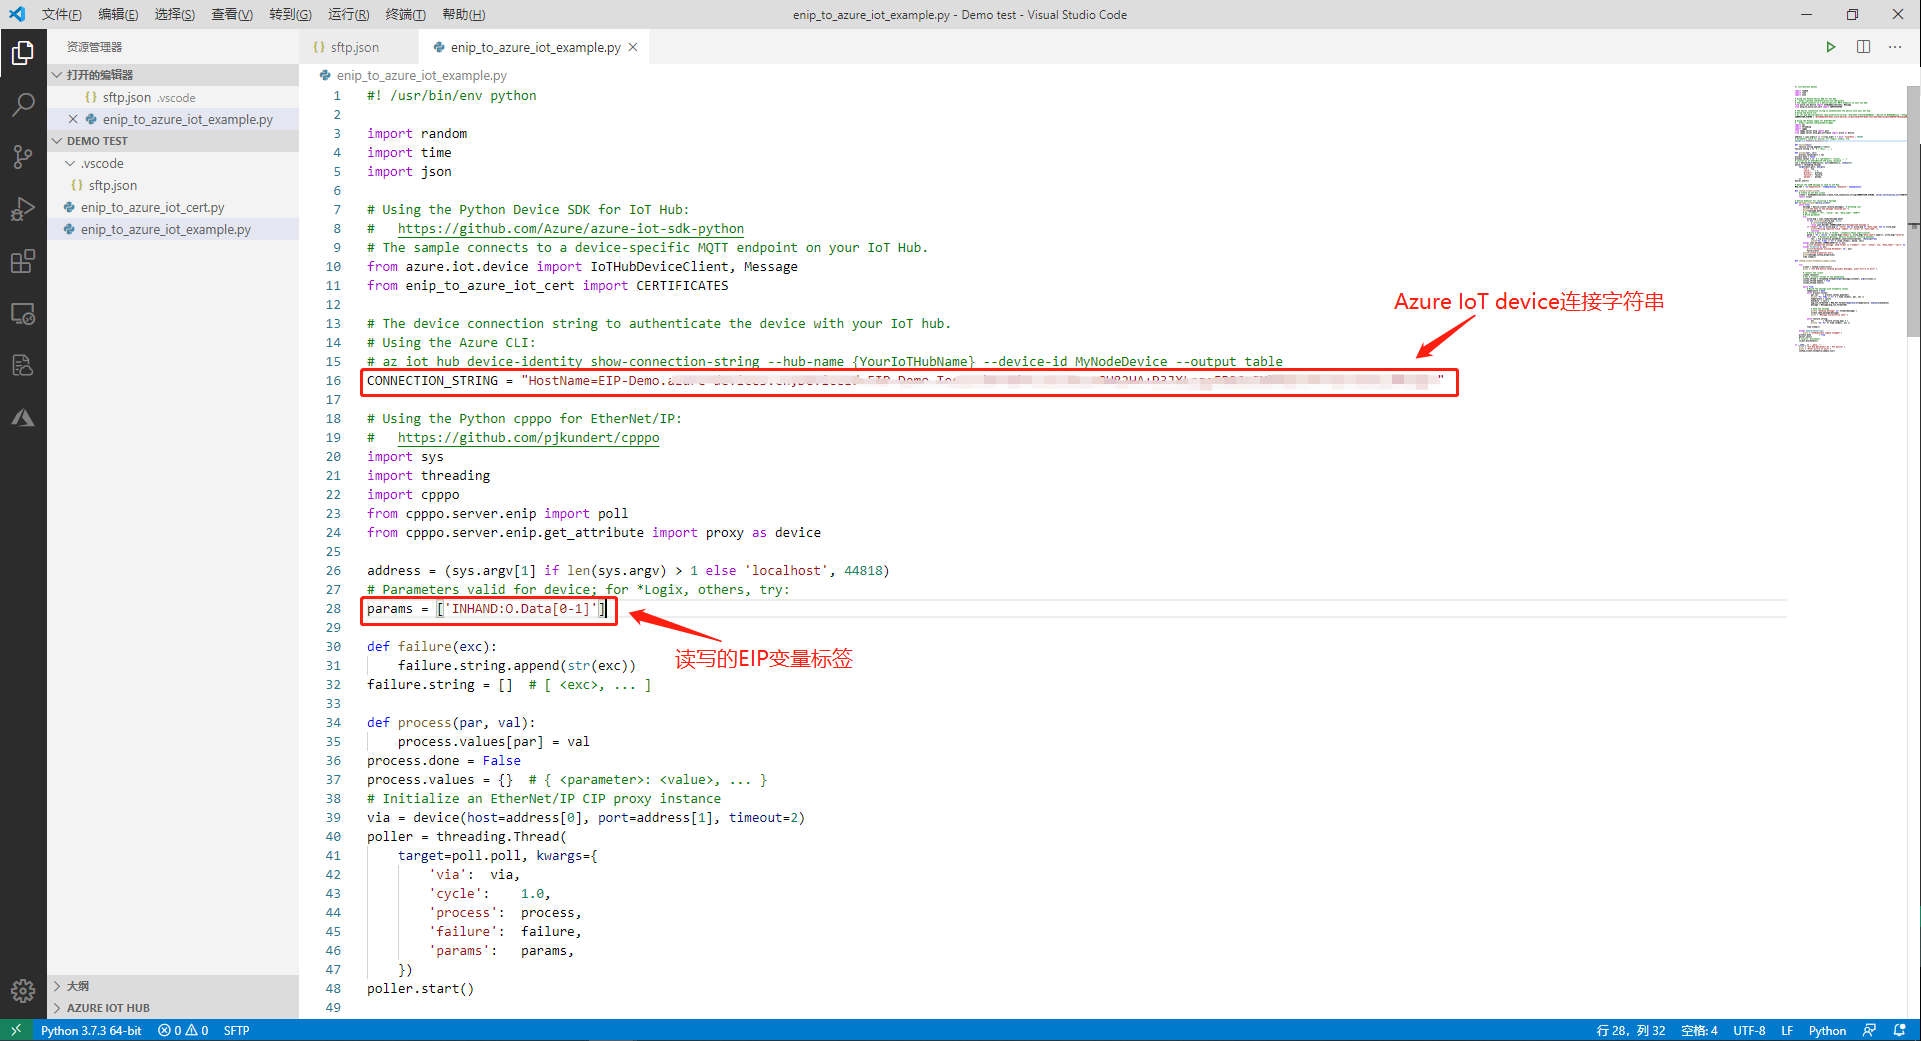 文件(F) 编辑(E) 选择(S) 查看(V) 转到(G) 运行(R) 终端(T) 帮助(H) enip_to_azure_iot_example.py - Demo test - Visual Studio Code
资源管理器
打开的编辑器
{} sftp.json .vscode
enip_to_azure_iot_example.py
DEMO TEST
.vscode
{} sftp.json
enip_to_azure_iot_cert.py
enip_to_azure_iot_example.py
大纲
AZURE IOT HUB
{} sftp.json enip_to_azure_iot_example.py
enip_to_azure_iot_example.py
1 #! /usr/bin/env python
2
3 import random
4 import time
5 import json
6
7 # Using the Python Device SDK for IoT Hub:
8 #   https://github.com/Azure/azure-iot-sdk-python
9 # The sample connects to a device-specific MQTT endpoint on your IoT Hub.
10 from azure.iot.device import IoTHubDeviceClient, Message
11 from enip_to_azure_iot_cert import CERTIFICATES
12
Azure IoT device连接字符串
13 # The device connection string to authenticate the device with your IoT hub.
14 # Using the Azure CLI:
15 # az iot hub device-identity show-connection-string --hub-name {YourIoTHubName} --device-id MyNodeDevice --output table
16 CONNECTION_STRING = "HostName=EIP-Demo. "
17
18 # Using the Python cpppo for EtherNet/IP:
19 #   https://github.com/pjkundert/cpppo
20 import sys
21 import threading
22 import cpppo
23 from cpppo.server.enip import poll
24 from cpppo.server.enip.get_attribute import proxy as device
25
26 address = (sys.argv[1] if len(sys.argv) > 1 else 'localhost', 44818)
27 # Parameters valid for device; for *Logix, others, try:
28 params = ['INHAND:O.Data[0-1]']
29
读写的EIP变量标签
30 def failure(exc):
31     failure.string.append(str(exc))
32 failure.string = []  # [ <exc>, ... ]
33
34 def process(par, val):
35     process.values[par] = val
36 process.done = False
37 process.values = {}  # { <parameter>: <value>, ... }
38 # Initialize an EtherNet/IP CIP proxy instance
39 via = device(host=address[0], port=address[1], timeout=2)
40 poller = threading.Thread(
41     target=poll.poll, kwargs={
42         'via':  via,
43         'cycle':    1.0,
44         'process':  process,
45         'failure':  failure,
46         'params':   params,
47     })
48 poller.start()
49
Python 3.7.3 64-bit 0 0 SFTP 行 28，列 32 空格: 4 UTF-8 LF Python